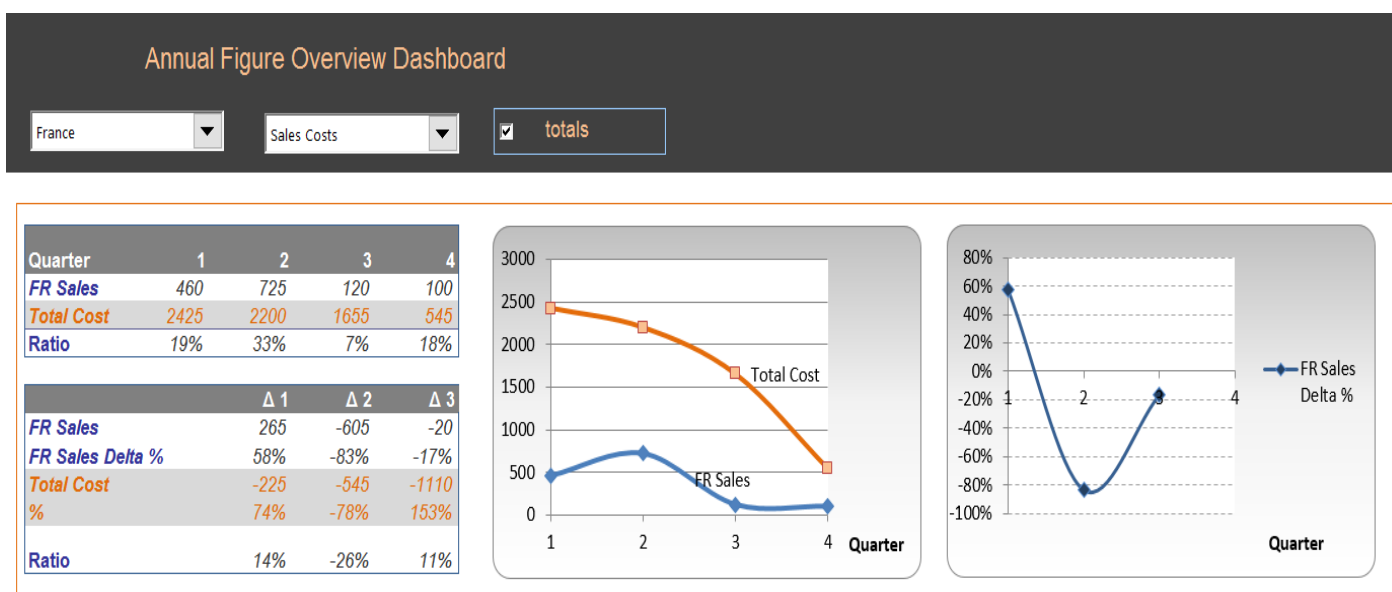 Annual Figure Overview Dashboard
France
Sales Costs
totals
Quarter 1 2 3 4
FR Sales 460 725 120 100
Total Cost 2425 2200 1655 545
Ratio 19% 33% 7% 18%
Δ 1 Δ 2 Δ 3
FR Sales 265 -605 -20
FR Sales Delta % 58% -83% -17%
Total Cost -225 -545 -1110
% 74% -78% 153%
Ratio 14% -26% 11%
3000
2500
2000
1500
1000
500
0
Total Cost
FR Sales
1 2 3 4 Quarter
80%
60%
40%
20%
0%
-20%
-40%
-60%
-80%
-100%
1 2 3 4
FR Sales
Delta %
Quarter